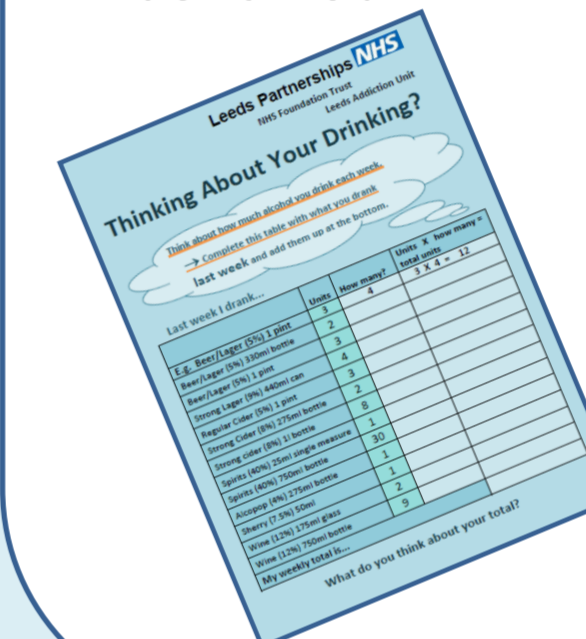 Leeds Partnerships NHS
NHS Foundation Trust
Leeds Addiction Unit
Thinking About Your Drinking?
Think about how much alcohol you drink each week.
→ Complete this table with what you drank
last week and add them up at the bottom.
Last week I drank...
Units How many? Units X how many =
total units
E.g. Beer/Lager (5%) 1 pint 3 4 3 X 4 = 12
Beer/Lager (5%) 330ml bottle 2
Beer/Lager (5%) 1 pint 3
Strong Lager (9%) 440ml can 4
Regular Cider (5%) 1 pint 3
Strong Cider (8%) 275ml bottle 2
Strong cider (8%) 1l bottle 8
Spirits (40%) 25ml single measure 1
Spirits (40%) 750ml bottle 30
Alcopop (4%) 275ml bottle 1
Sherry (7.5%) 50ml 1
Wine (12%) 175ml glass 2
Wine (12%) 750ml bottle 9
My weekly total is...
What do you think about your total?